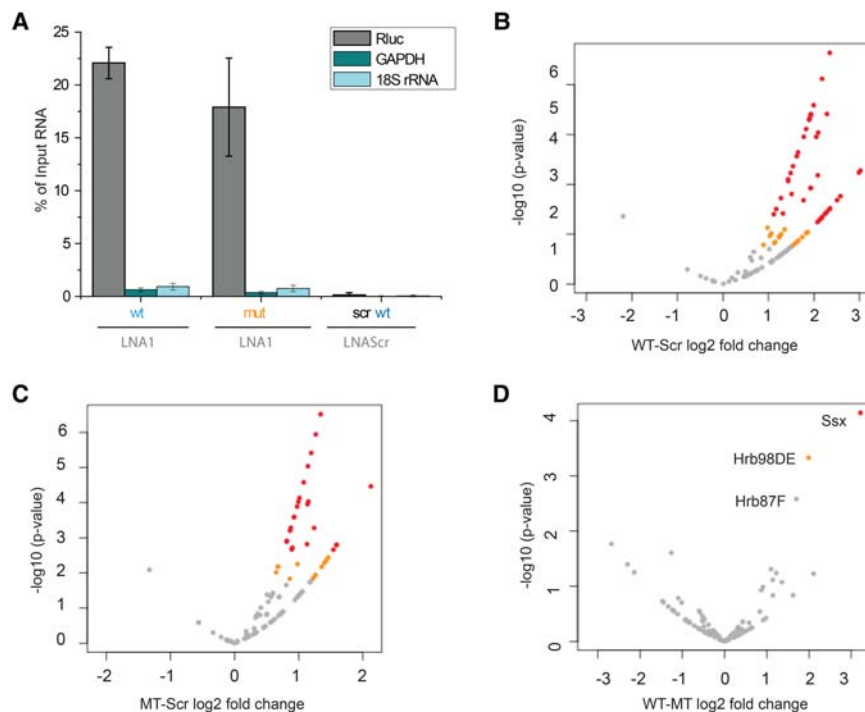 A
25
20
15
10
5
0
% of Input RNA
Rluc
GAPDH
18S rRNA
wt
mut
scr wt
LNA1
LNA1
LNAScr
B
6
5
4
3
2
1
0
-log10 (p-value)
-3 -2 -1 0 1 2 3
WT-Scr log2 fold change
C
6
5
4
3
2
1
0
-log10 (p-value)
-2 -1 0 1 2
MT-Scr log2 fold change
D
4
3
2
1
0
-log10 (p-value)
Ssx
Hrb98DE
Hrb87F
-3 -2 -1 0 1 2 3
WT-MT log2 fold change